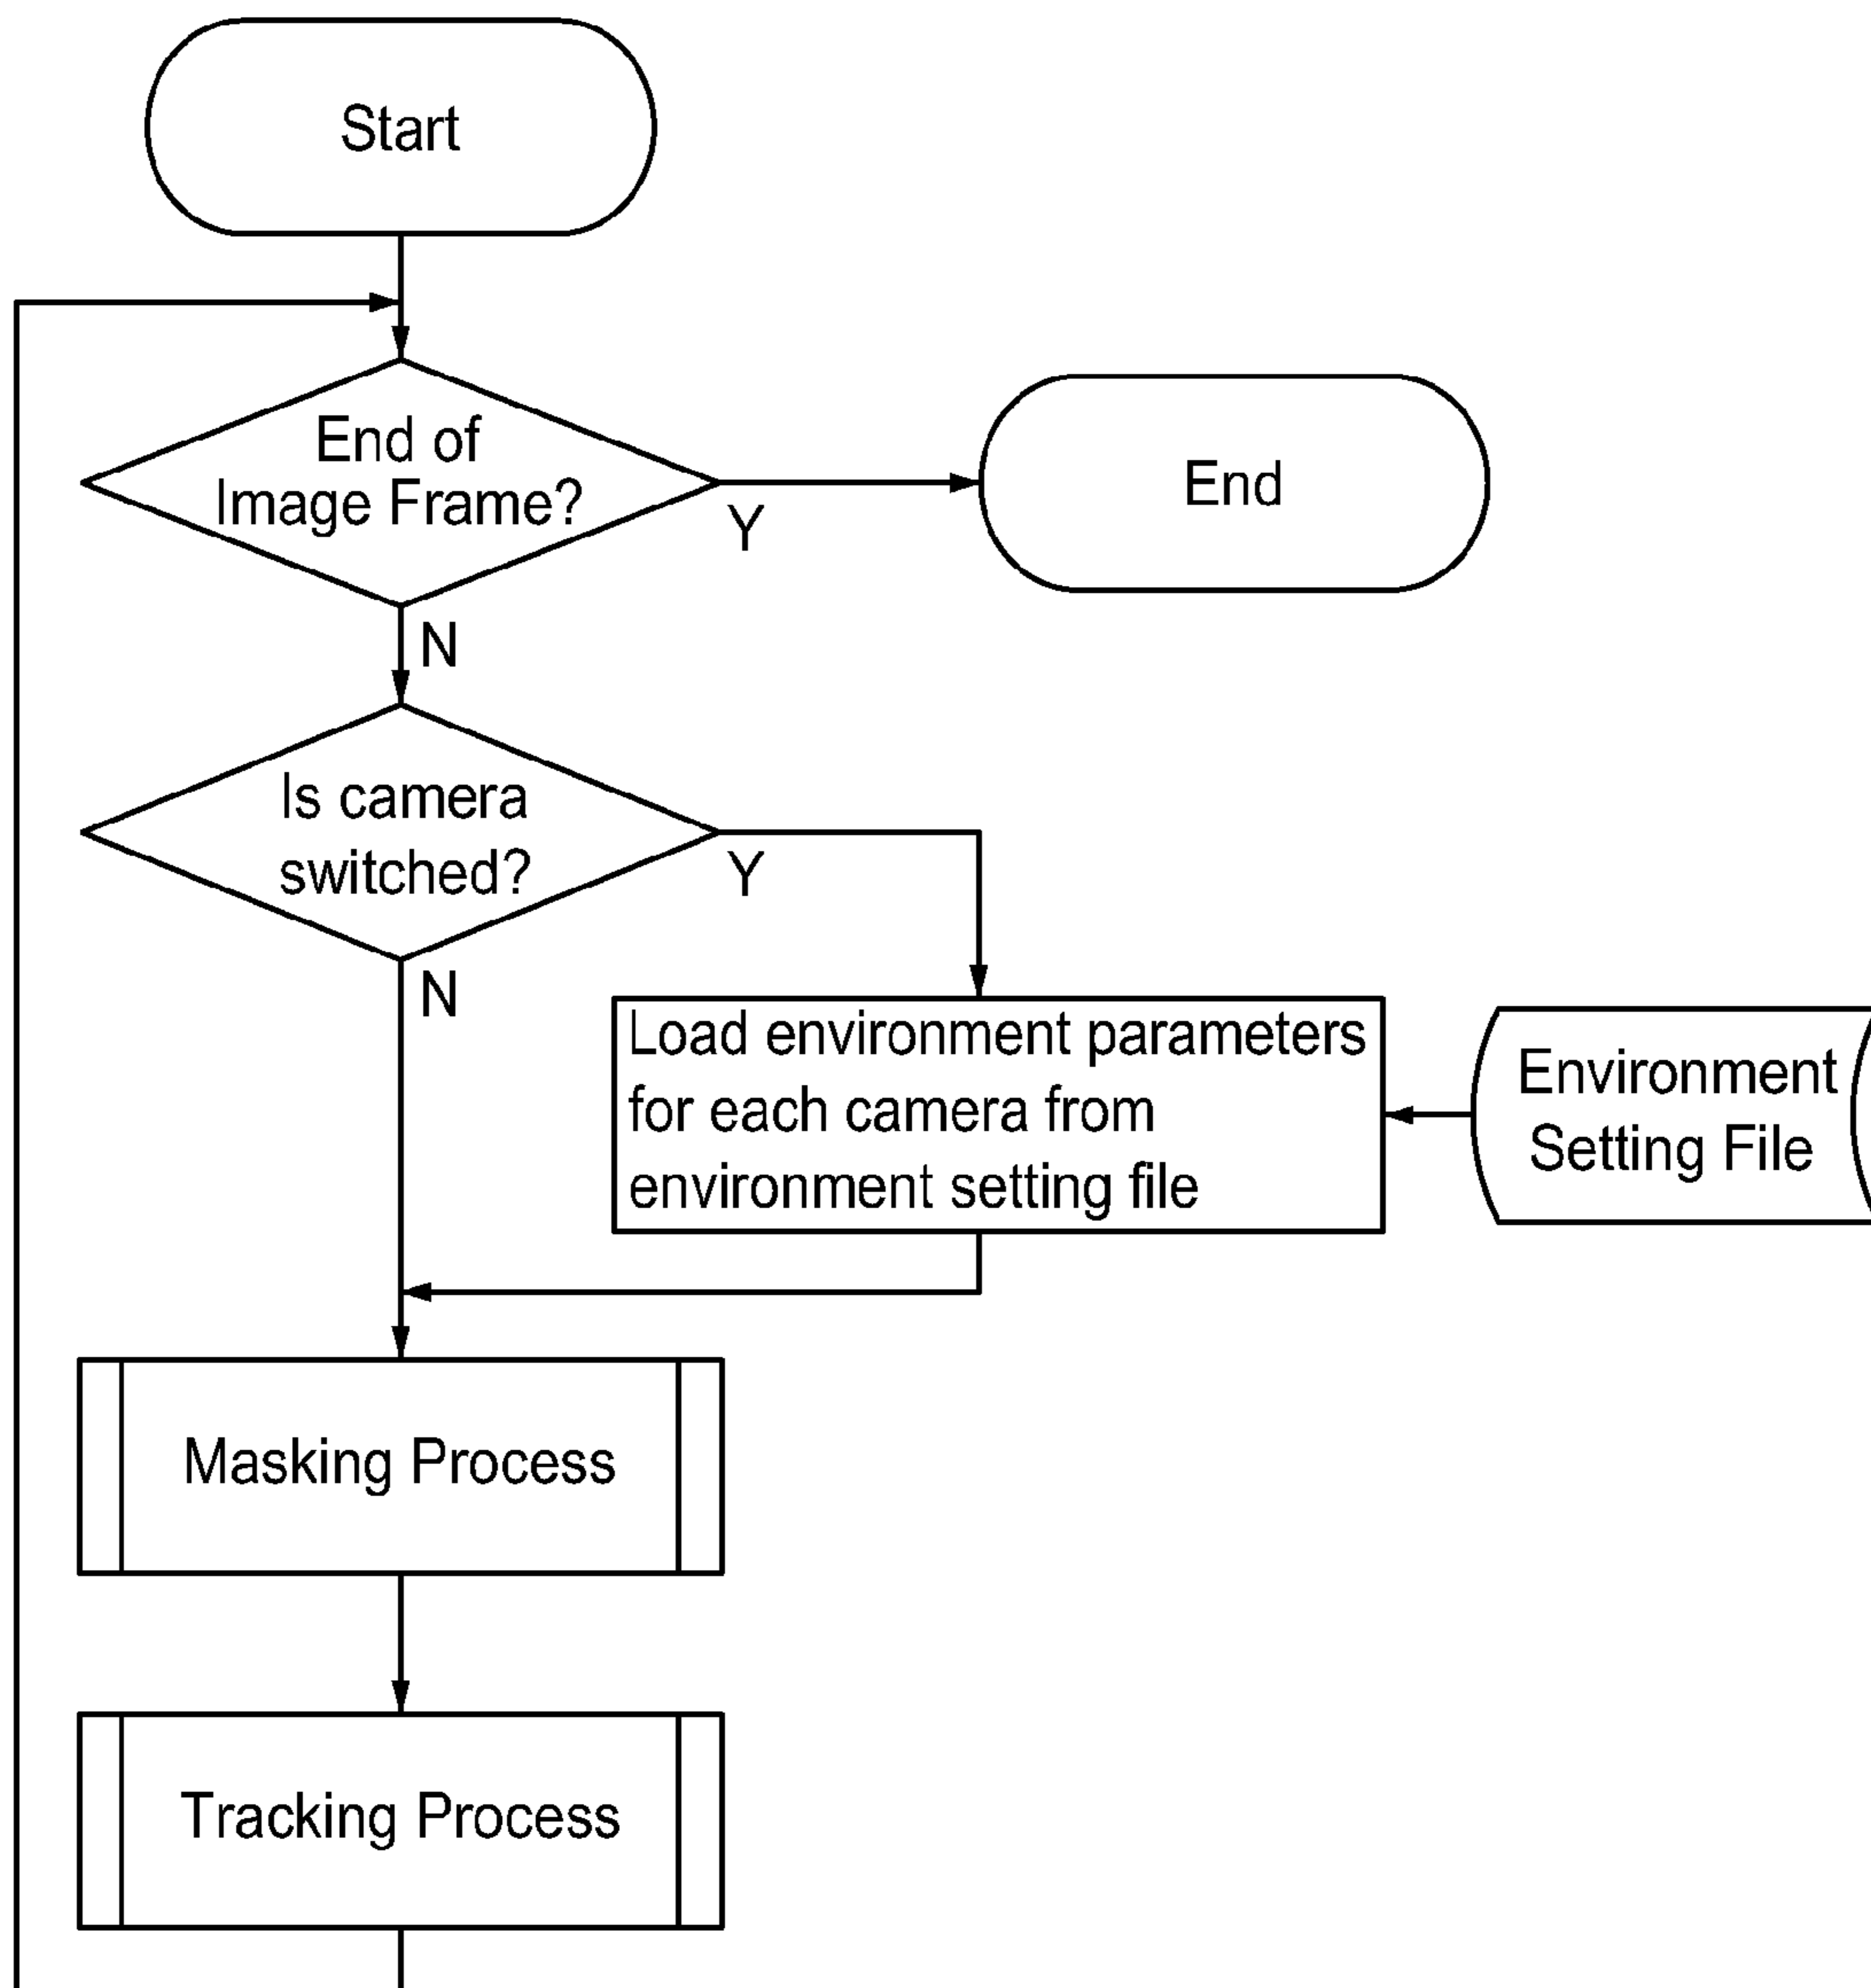 Start
End of
Image Frame?
Y
End
N
Is camera
switched?
Y
N
Load environment parameters
for each camera from
environment setting file
Environment
Setting File
Masking Process
Tracking Process